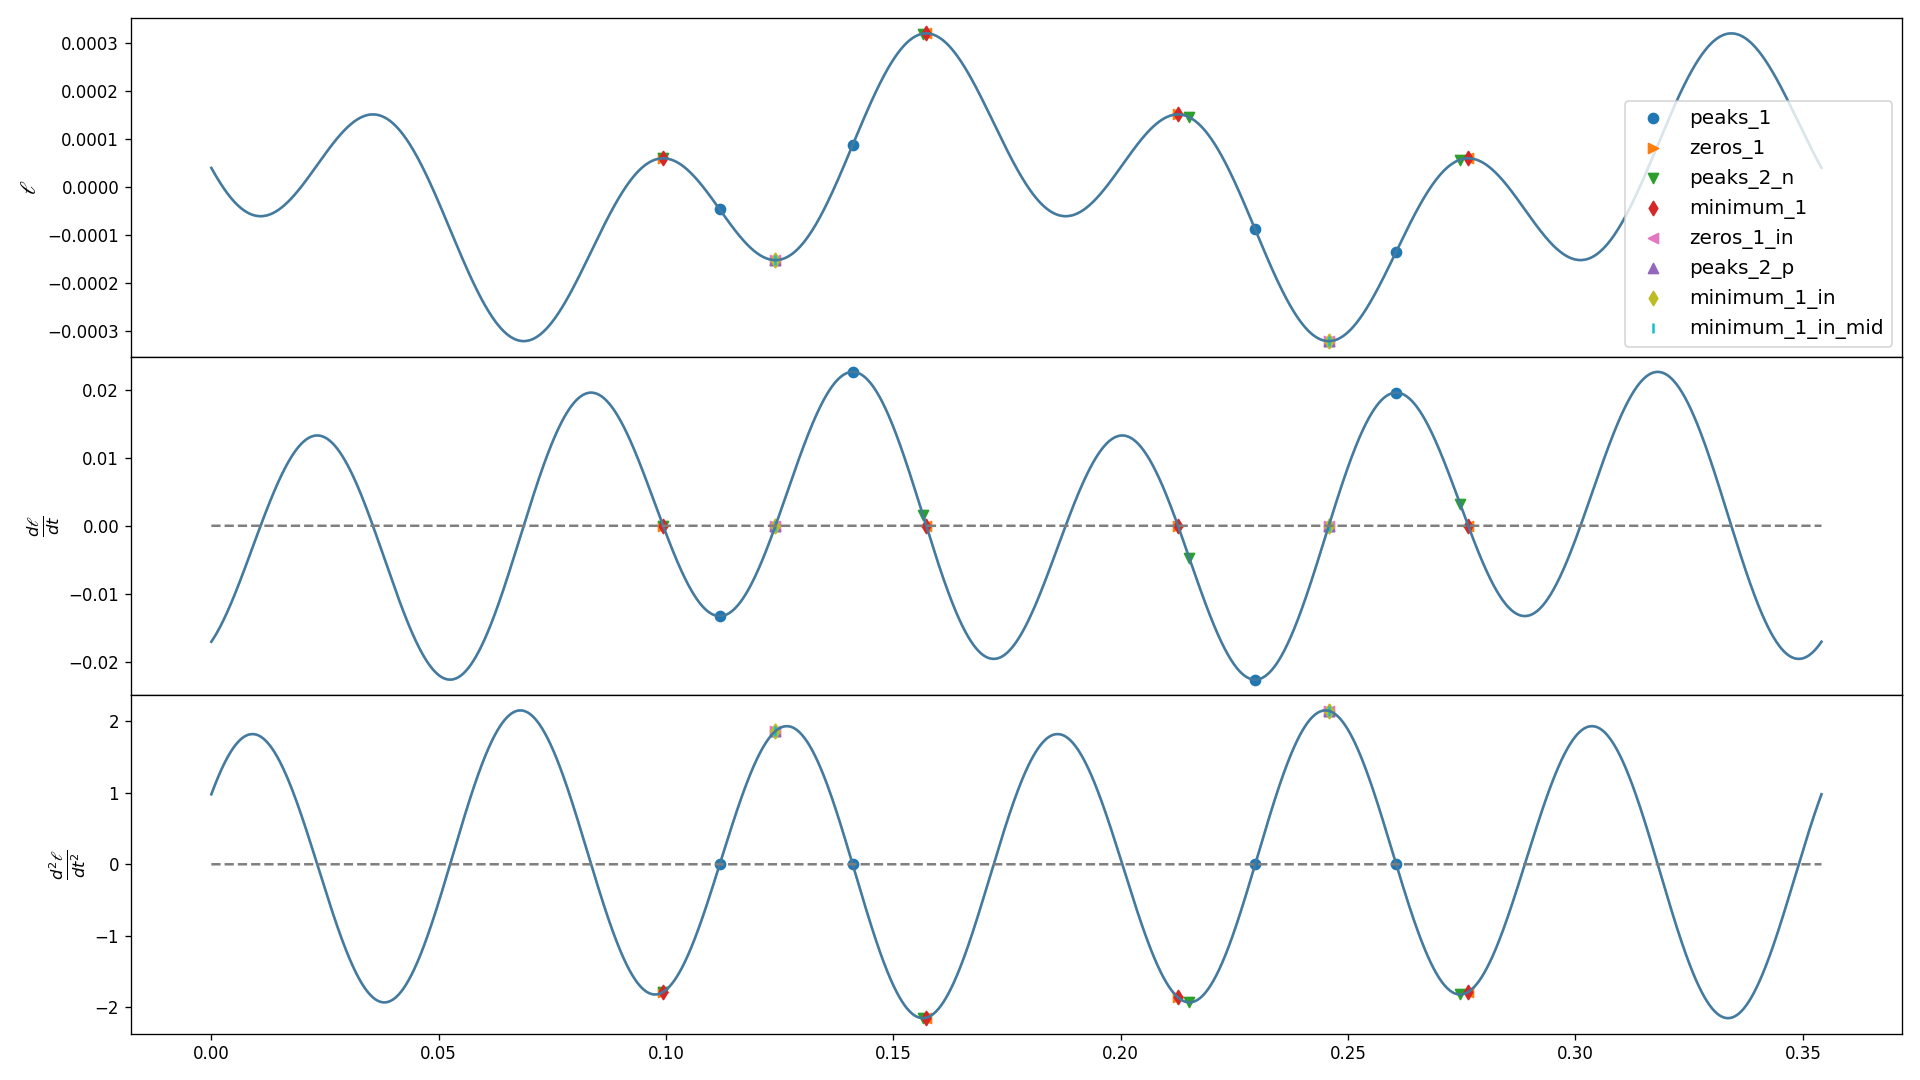 0.0003
0.0002
0.0001
0.0000
−0.0001
−0.0002
−0.0003
ℓ
peaks_1
zeros_1
peaks_2_n
minimum_1
zeros_1_in
peaks_2_p
minimum_1_in
minimum_1_in_mid
0.02
0.01
0.00
−0.01
−0.02
dℓ
dt
2
1
0
−1
−2
d²ℓ
dt²
0.00 0.05 0.10 0.15 0.20 0.25 0.30 0.35